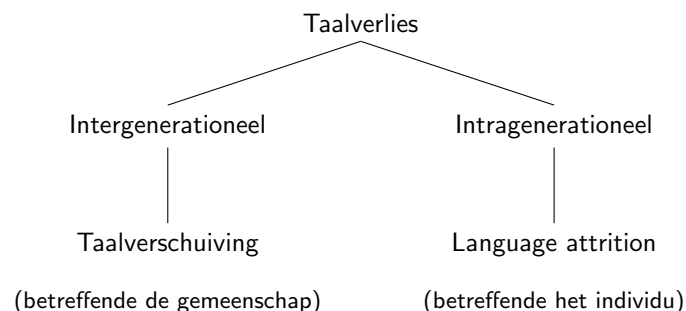 Taalverlies
Intergenerationeel
Intragenerationeel
Taalverschuiving
Language attrition
(betreffende de gemeenschap)
(betreffende het individu)